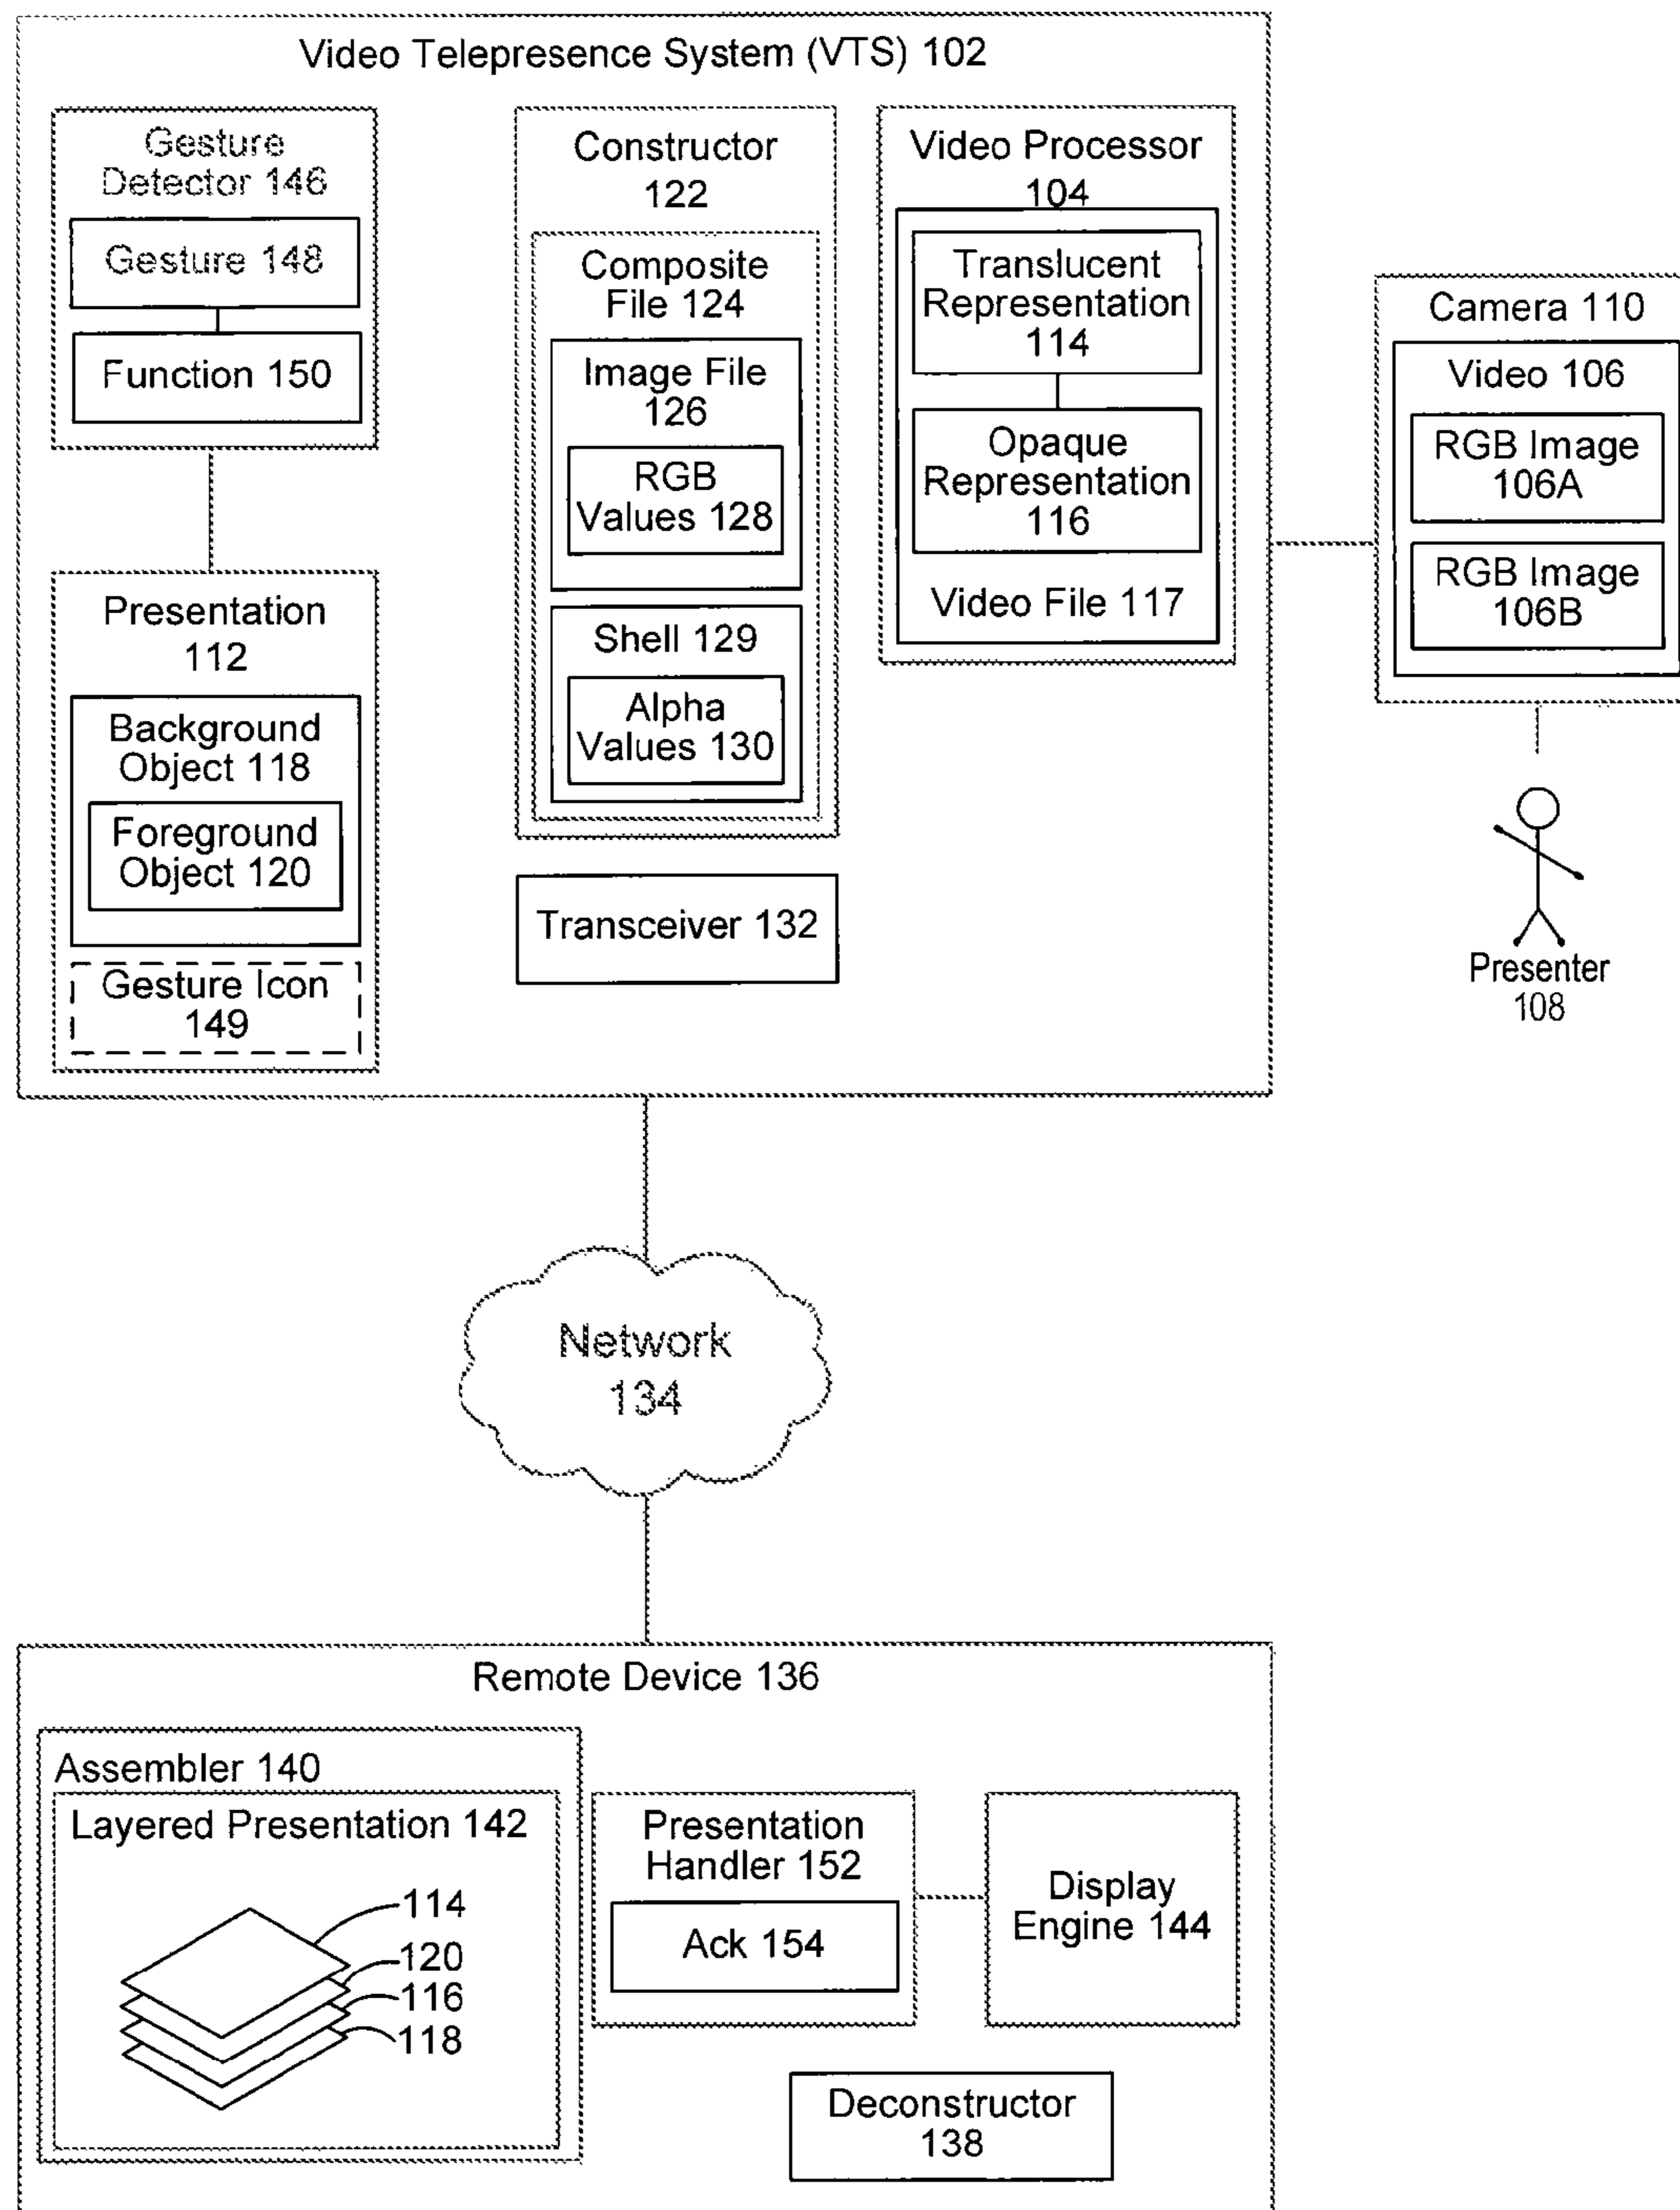 Video Telepresence System (VTS) 102
Gesture
Detector 146
Gesture 148
Function 150
Presentation
112
Background
Object 118
Foreground
Object 120
Gesture Icon
149
Constructor
122
Composite
File 124
Image File
126
RGB
Values 128
Shell 129
Alpha
Values 130
Transceiver 132
Video Processor
104
Translucent
Representation
114
Opaque
Representation
116
Video File 117
Camera 110
Video 106
RGB Image
106A
RGB Image
106B
Presenter
108
Network
134
Remote Device 136
Assembler 140
Layered Presentation 142
114
120
116
118
Presentation
Handler 152
Ack 154
Display
Engine 144
Deconstructor
138